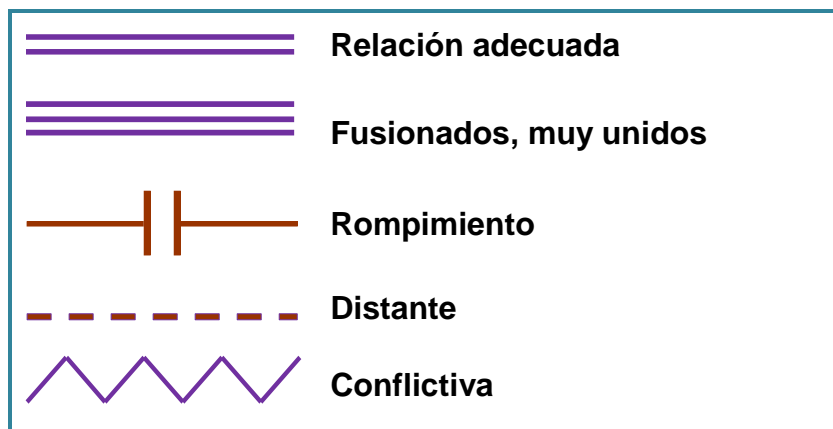 Relación adecuada
Fusionados, muy unidos
Rompimiento
Distante
Conflictiva